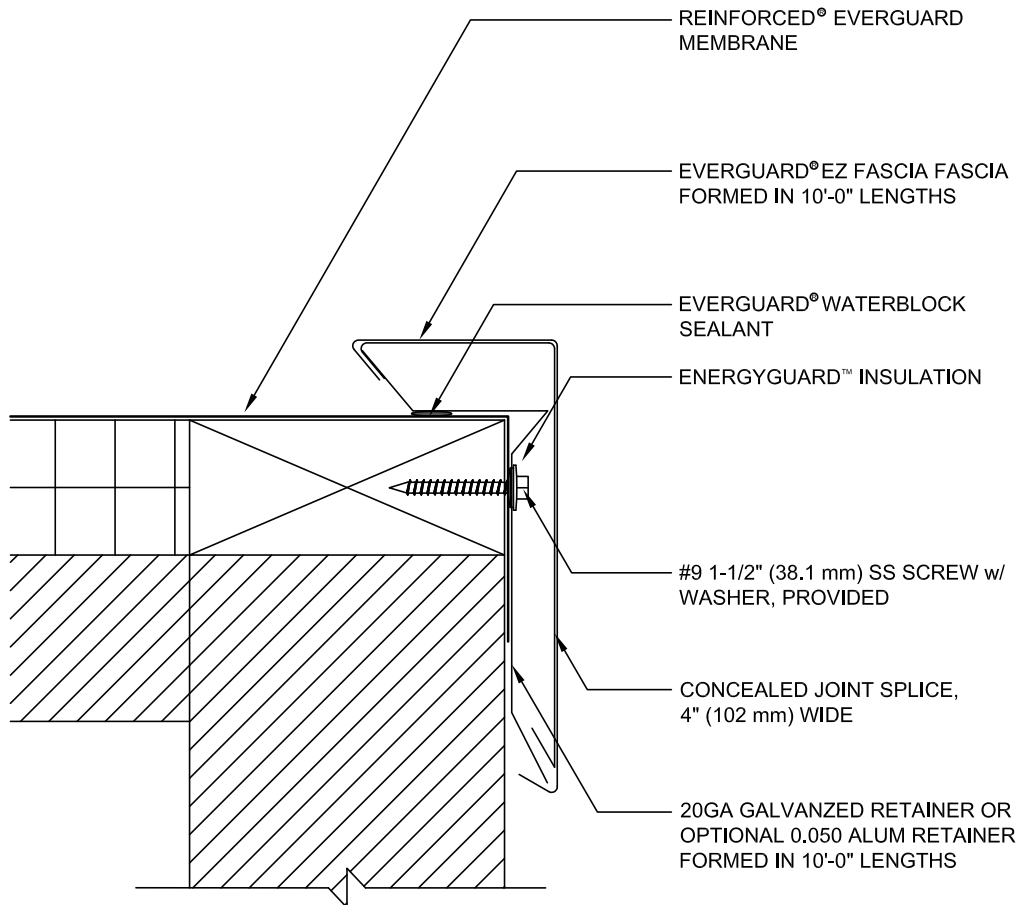 REINFORCED® EVERGUARD
MEMBRANE
EVERGUARD® EZ FASCIA FASCIA
FORMED IN 10'-0" LENGTHS
EVERGUARD® WATERBLOCK
SEALANT
ENERGYGUARD™ INSULATION
#9 1-1/2" (38.1 mm) SS SCREW w/
WASHER, PROVIDED
CONCEALED JOINT SPLICE,
4" (102 mm) WIDE
20GA GALVANZED RETAINER OR
OPTIONAL 0.050 ALUM RETAINER
FORMED IN 10'-0" LENGTHS